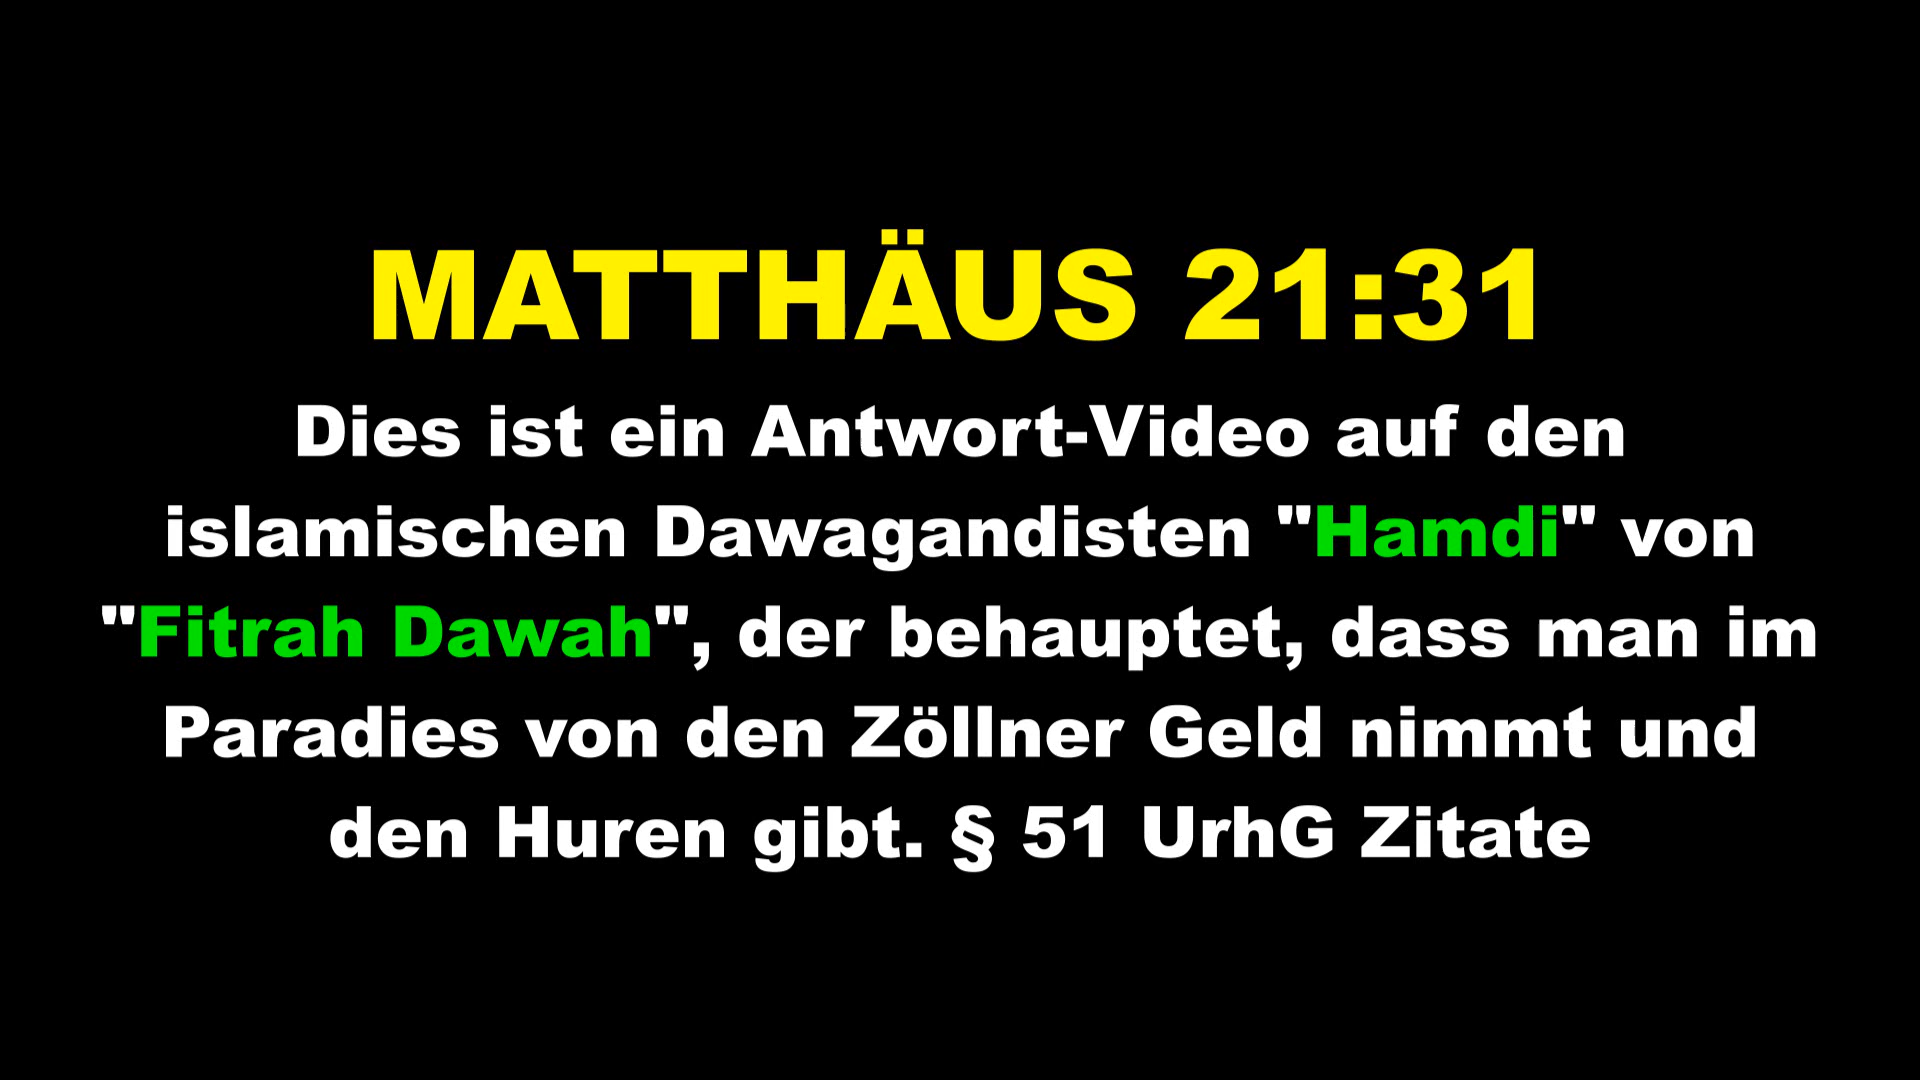 MATTHÄUS 21:31
Dies ist ein Antwort-Video auf den
islamischen Dawagandisten "Hamdi" von
"Fitrah Dawah", der behauptet, dass man im
Paradies von den Zöllner Geld nimmt und
den Huren gibt. § 51 UrhG Zitate